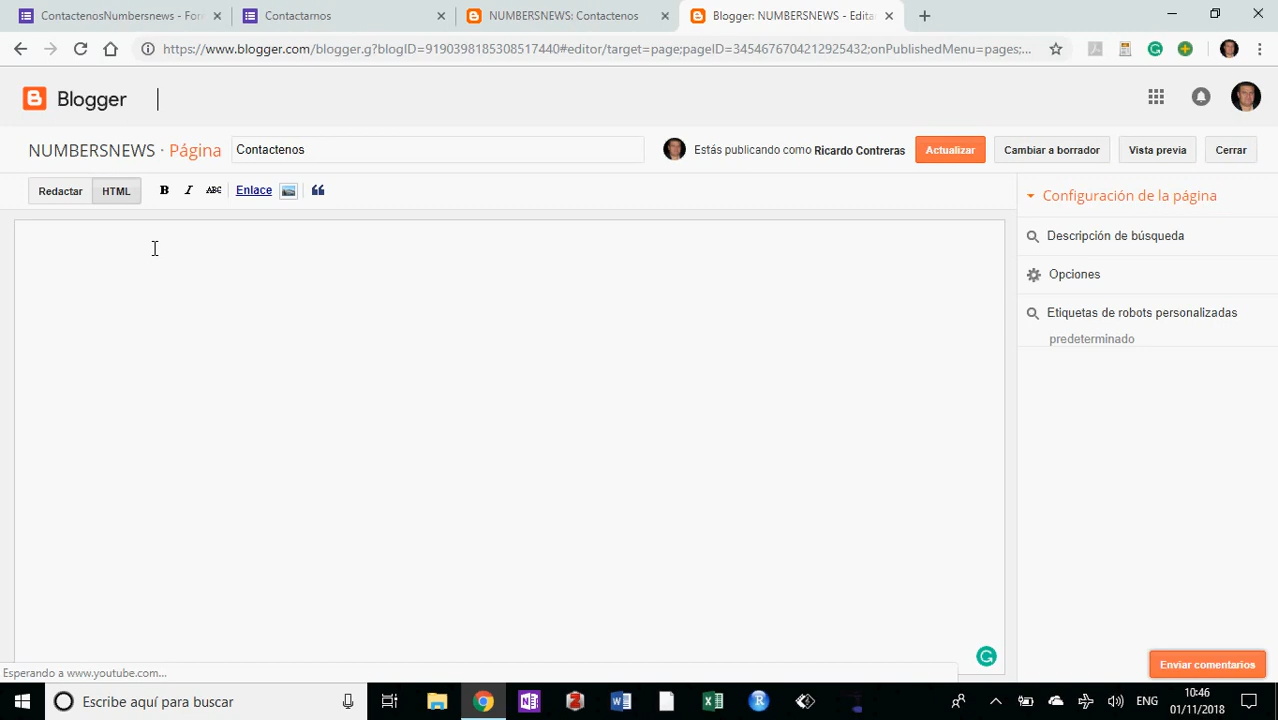 ContactenosNumbersnews - For
Contactarnos
NUMBERSNEWS: Contactenos
Blogger: NUMBERSNEWS - Edita
https://www.blogger.com/blogger.g?blogID=9190398185308517440#editor/target=page;pageID=3454676704212925432;onPublishedMenu=pages;...
Blogger
NUMBERSNEWS · Página
Contactenos
Estás publicando como Ricardo Contreras
Actualizar
Cambiar a borrador
Vista previa
Cerrar
Redactar
HTML
B
I
ABC
Enlace
Configuración de la página
Descripción de búsqueda
Opciones
Etiquetas de robots personalizadas
predeterminado
Esperando a www.youtube.com...
Enviar comentarios
Escribe aquí para buscar
ENG
10:46
01/11/2018